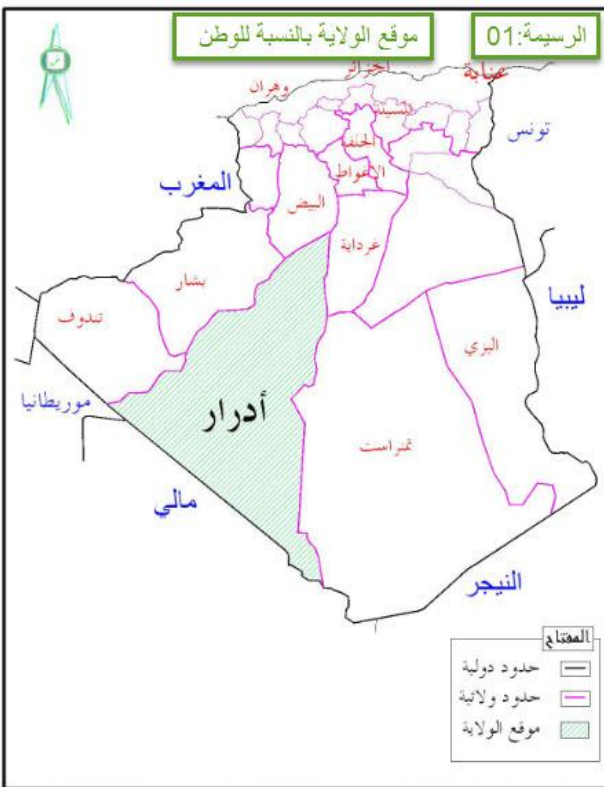 الرسيمة:01
موقع الولاية بالنسبة للوطن
عنابة
الجزائر
وهران
المسيلة
تونس
الجلفة
الاغواط
المغرب
البيض
غرداية
بشار
ليبيا
تندوف
اليزي
موريطانيا
أدرار
تمنراست
مالي
النيجر
المفتاح
حدود دولية
حدود ولائية
موقع الولاية